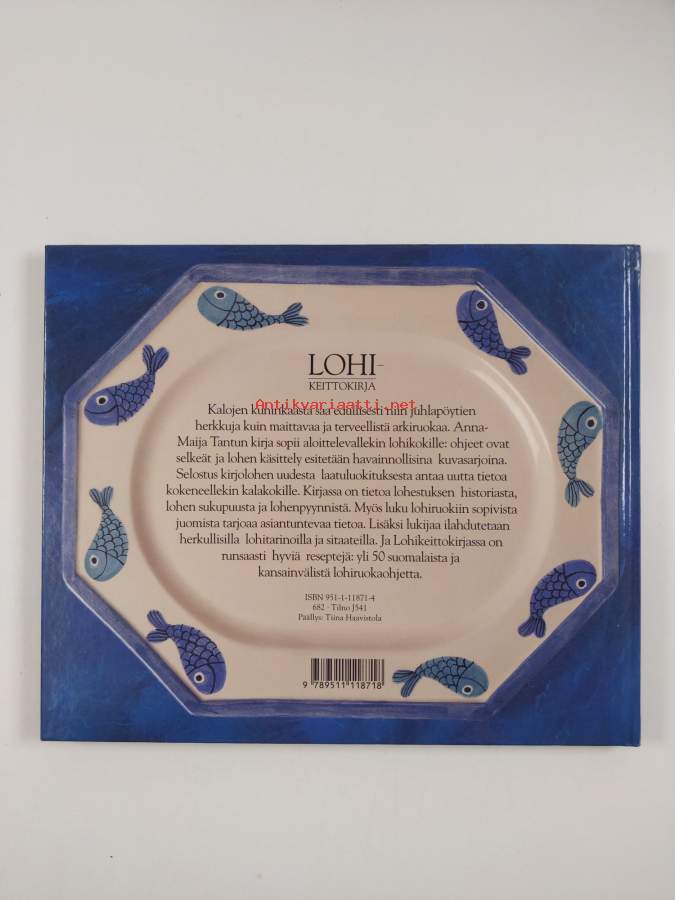 LOHI-
KEITTOKIRJA
Antikvariaatti.net
Kalojen kuninkaasta saa edullisesti niin juhlapöytien
herkkuja kuin maittavaa ja terveellistä arkiruokaa. Anna-
Maija Tantun kirja sopii aloittelevallekin lohikokille: ohjeet ovat
selkeät ja lohen käsittely esitetään havainnollisina kuvasarjoina.
Selostus kirjolohen uudesta laatuluokituksesta antaa uutta tietoa
kokeneellekin kalakokille. Kirjassa on tietoa lohestuksen historiasta,
lohen sukupuusta ja lohenpyynnistä. Myös luku lohiruokiin sopivista
juomista tarjoaa asiantuntevaa tietoa. Lisäksi lukijaa ilahdutetaan
herkullisilla lohitarinoilla ja sitaateilla. Ja Lohikeittokirjassa on
runsaasti hyviä reseptejä: yli 50 suomalaista ja
kansainvälistä lohiruokaohjetta.
ISBN 951-1-11871-4
682 · Tilno J541
Päällys: Tiina Haavistola
9 789511 118718